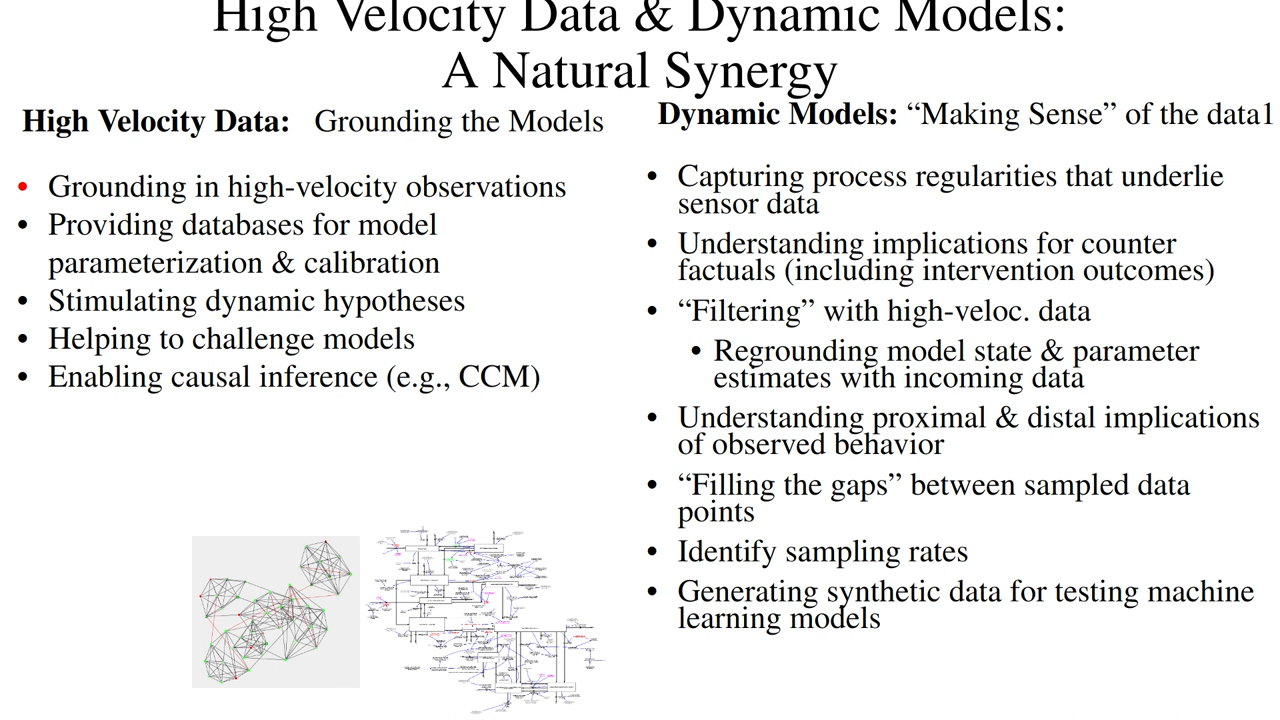 High Velocity Data & Dynamic Models:
A Natural Synergy
High Velocity Data: Grounding the Models
• Grounding in high-velocity observations
• Providing databases for model
parameterization & calibration
• Stimulating dynamic hypotheses
• Helping to challenge models
• Enabling causal inference (e.g., CCM)
Dynamic Models: “Making Sense” of the data1
• Capturing process regularities that underlie
sensor data
• Understanding implications for counter
factuals (including intervention outcomes)
• “Filtering” with high-veloc. data
• Regrounding model state & parameter
estimates with incoming data
• Understanding proximal & distal implications
of observed behavior
• “Filling the gaps” between sampled data
points
• Identify sampling rates
• Generating synthetic data for testing machine
learning models